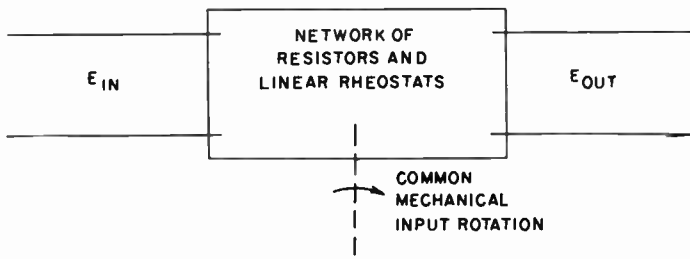 NETWORK OF
RESISTORS AND
LINEAR RHEOSTATS
E IN
E OUT
COMMON
MECHANICAL
INPUT ROTATION